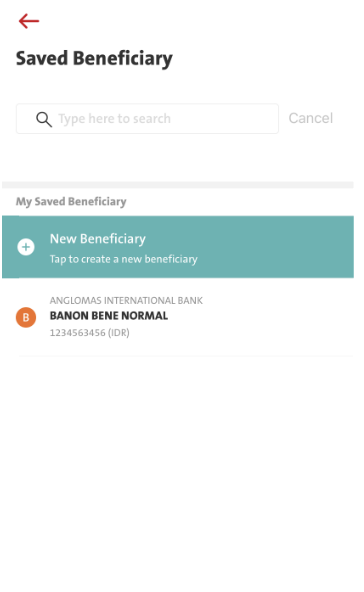 Saved Beneficiary
Type here to search
Cancel
My Saved Beneficiary
New Beneficiary
Tap to create a new beneficiary
ANGLOMAS INTERNATIONAL BANK
B
BANON BENE NORMAL
1234563456 (IDR)